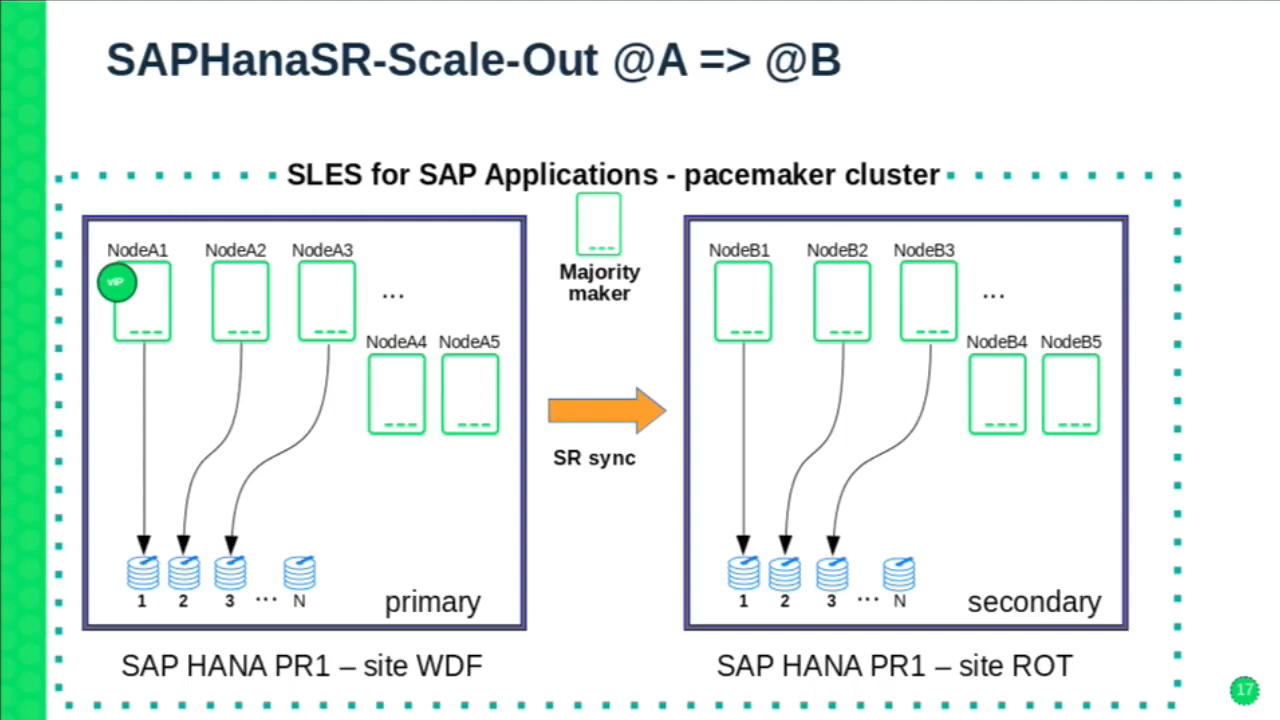 SAPHanaSR-Scale-Out @A => @B
SLES for SAP Applications - pacemaker cluster
NodeA1 NodeA2 NodeA3
VIP
...
NodeA4 NodeA5
1 2 3 ... N
primary
SAP HANA PR1 – site WDF
Majority
maker
SR sync
NodeB1 NodeB2 NodeB3
...
NodeB4 NodeB5
1 2 3 ... N
secondary
SAP HANA PR1 – site ROT
17